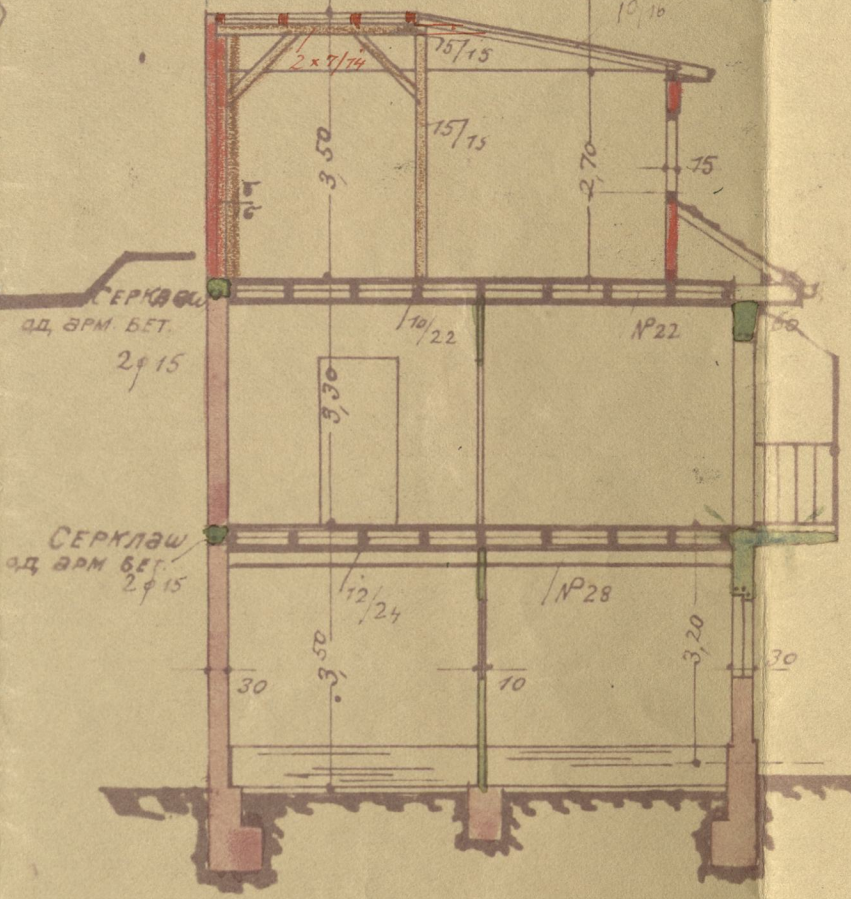 10/10
15/15
2 x 7/14
15/15
3,50
2,70
15
Серклаш
од арм. бет.
2φ15
10/22
№22
60
3,30
Серклаш
од арм бет.
2φ15
12/24
№28
3,50
3,20
30
10
30